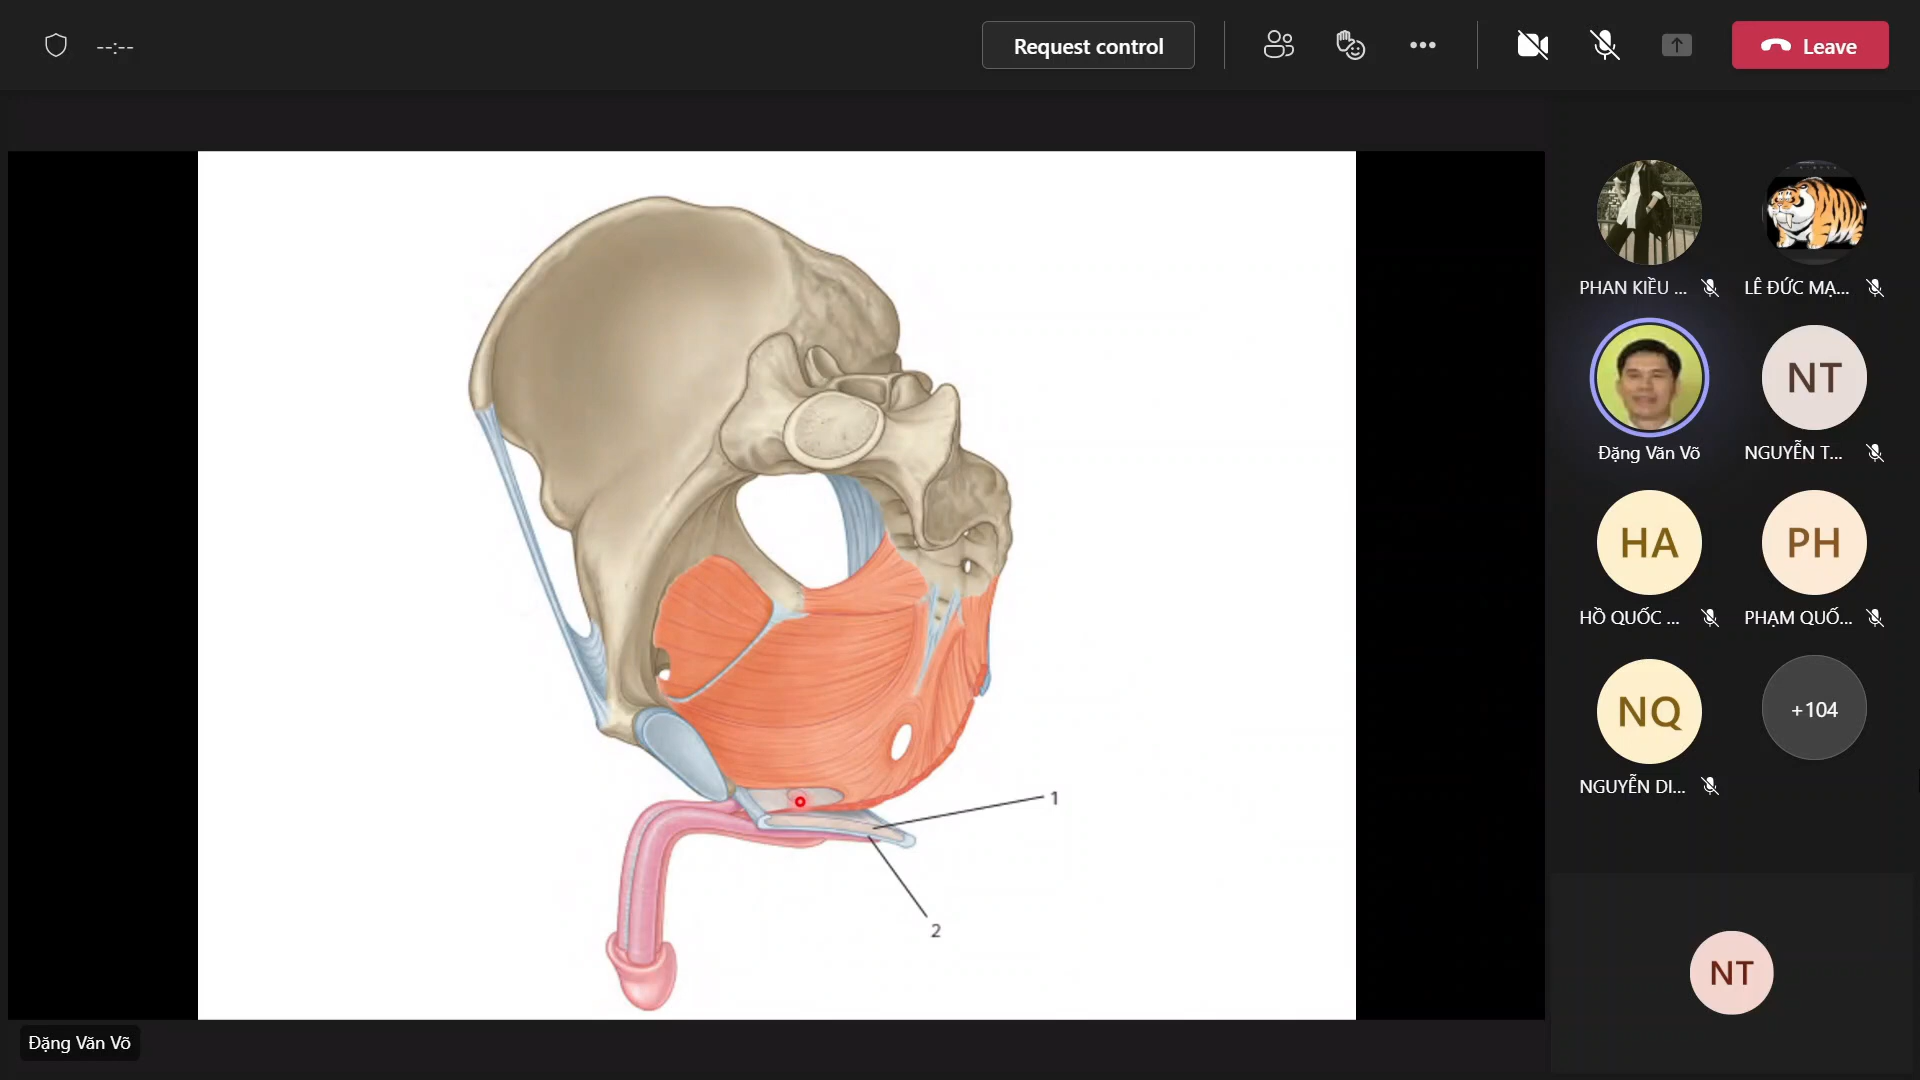 --:--
Request control
Leave
PHAN KIỀU ...
LÊ ĐỨC MẠ...
NT
Đặng Văn Võ
NGUYỄN T...
HA
PH
HỒ QUỐC ...
PHẠM QUỐ...
NQ
+104
NGUYỄN DI...
1
2
NT
Đặng Văn Võ